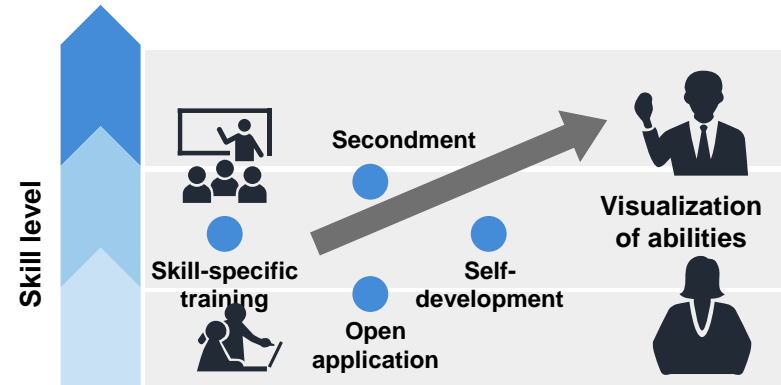 Skill level
Secondment
Skill-specific
training
Self-
development
Open
application
Visualization
of abilities